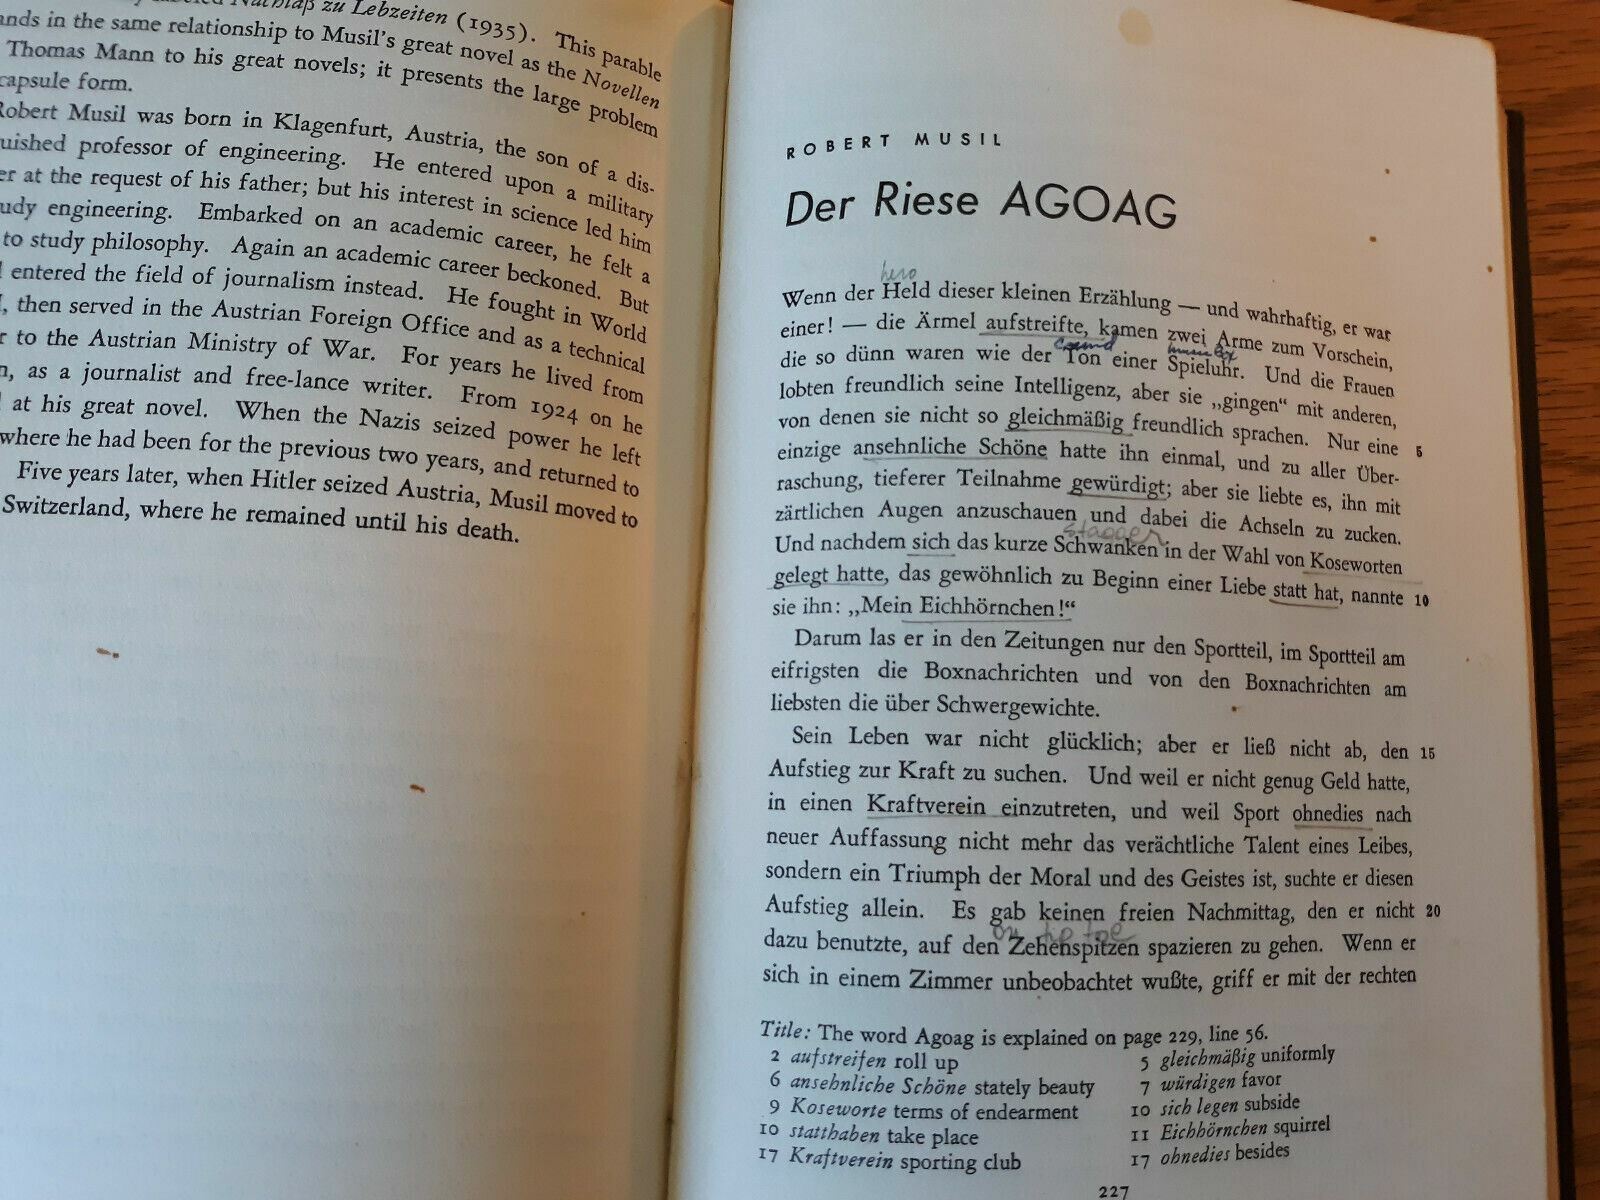 Nachlaß zu Lebzeiten (1935). This parable
ands in the same relationship to Musil's great novel as the Novellen
Thomas Mann to his great novels; it presents the large problem
capsule form.
Robert Musil was born in Klagenfurt, Austria, the son of a dis-
uished professor of engineering. He entered upon a military
er at the request of his father; but his interest in science led him
udy engineering. Embarked on an academic career, he felt a
to study philosophy. Again an academic career beckoned. But
entered the field of journalism instead. He fought in World
, then served in the Austrian Foreign Office and as a technical
r to the Austrian Ministry of War. For years he lived from
n, as a journalist and free-lance writer. From 1924 on he
at his great novel. When the Nazis seized power he left
where he had been for the previous two years, and returned to
Five years later, when Hitler seized Austria, Musil moved to
Switzerland, where he remained until his death.
ROBERT MUSIL
Der Riese AGOAG
hero
Wenn der Held dieser kleinen Erzählung — und wahrhaftig, er war
einer! — die Ärmel aufstreifte, kamen zwei Arme zum Vorschein,
die so dünn waren wie der Ton einer Spieluhr. Und die Frauen
lobten freundlich seine Intelligenz, aber sie „gingen“ mit anderen,
von denen sie nicht so gleichmäßig freundlich sprachen. Nur eine 5
einzige ansehnliche Schöne hatte ihn einmal, und zu aller Über-
raschung, tieferer Teilnahme gewürdigt; aber sie liebte es, ihn mit
zärtlichen Augen anzuschauen und dabei die Achseln zu zucken.
stagger
Und nachdem sich das kurze Schwanken in der Wahl von Koseworten
gelegt hatte, das gewöhnlich zu Beginn einer Liebe statt hat, nannte 10
sie ihn: „Mein Eichhörnchen!“
Darum las er in den Zeitungen nur den Sportteil, im Sportteil am
eifrigsten die Boxnachrichten und von den Boxnachrichten am
liebsten die über Schwergewichte.
Sein Leben war nicht glücklich; aber er ließ nicht ab, den 15
Aufstieg zur Kraft zu suchen. Und weil er nicht genug Geld hatte,
in einen Kraftverein einzutreten, und weil Sport ohnedies nach
neuer Auffassung nicht mehr das verächtliche Talent eines Leibes,
sondern ein Triumph der Moral und des Geistes ist, suchte er diesen
Aufstieg allein. Es gab keinen freien Nachmittag, den er nicht 20
on tip toe
dazu benutzte, auf den Zehenspitzen spazieren zu gehen. Wenn er
sich in einem Zimmer unbeobachtet wußte, griff er mit der rechten
Title: The word Agoag is explained on page 229, line 56.
2 aufstreifen roll up
6 ansehnliche Schöne stately beauty
9 Koseworte terms of endearment
10 statthaben take place
17 Kraftverein sporting club
5 gleichmäßig uniformly
7 würdigen favor
10 sich legen subside
11 Eichhörnchen squirrel
17 ohnedies besides
227